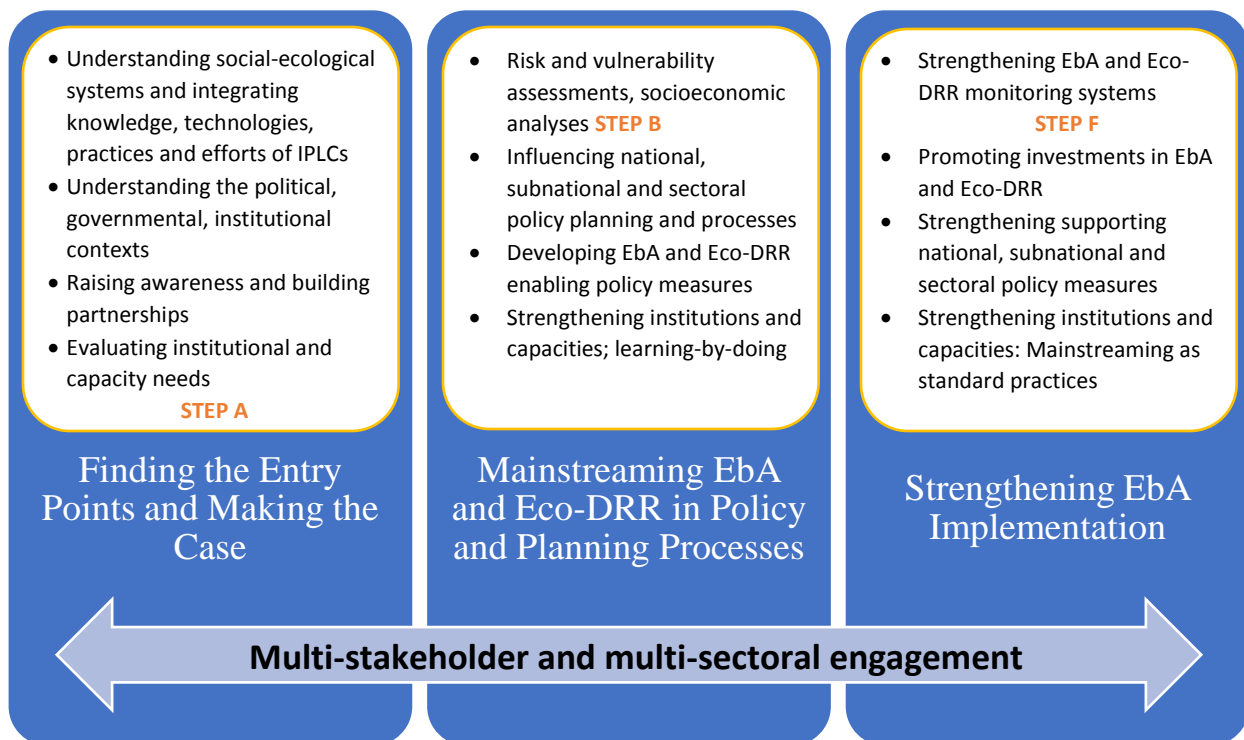 • Understanding social-ecological
systems and integrating
knowledge, technologies,
practices and efforts of IPLCs
• Understanding the political,
governmental, institutional
contexts
• Raising awareness and building
partnerships
• Evaluating institutional and
capacity needs
STEP A
Finding the Entry
Points and Making the
Case
• Risk and vulnerability
assessments, socioeconomic
analyses STEP B
• Influencing national,
subnational and sectoral
policy planning and processes
• Developing EbA and Eco-DRR
enabling policy measures
• Strengthening institutions and
capacities; learning-by-doing
Mainstreaming EbA
and Eco-DRR in Policy
and Planning Processes
• Strengthening EbA and Eco-
DRR monitoring systems
STEP F
• Promoting investments in EbA
and Eco-DRR
• Strengthening supporting
national, subnational and
sectoral policy measures
• Strengthening institutions and
capacities: Mainstreaming as
standard practices
Strengthening EbA
Implementation
Multi-stakeholder and multi-sectoral engagement